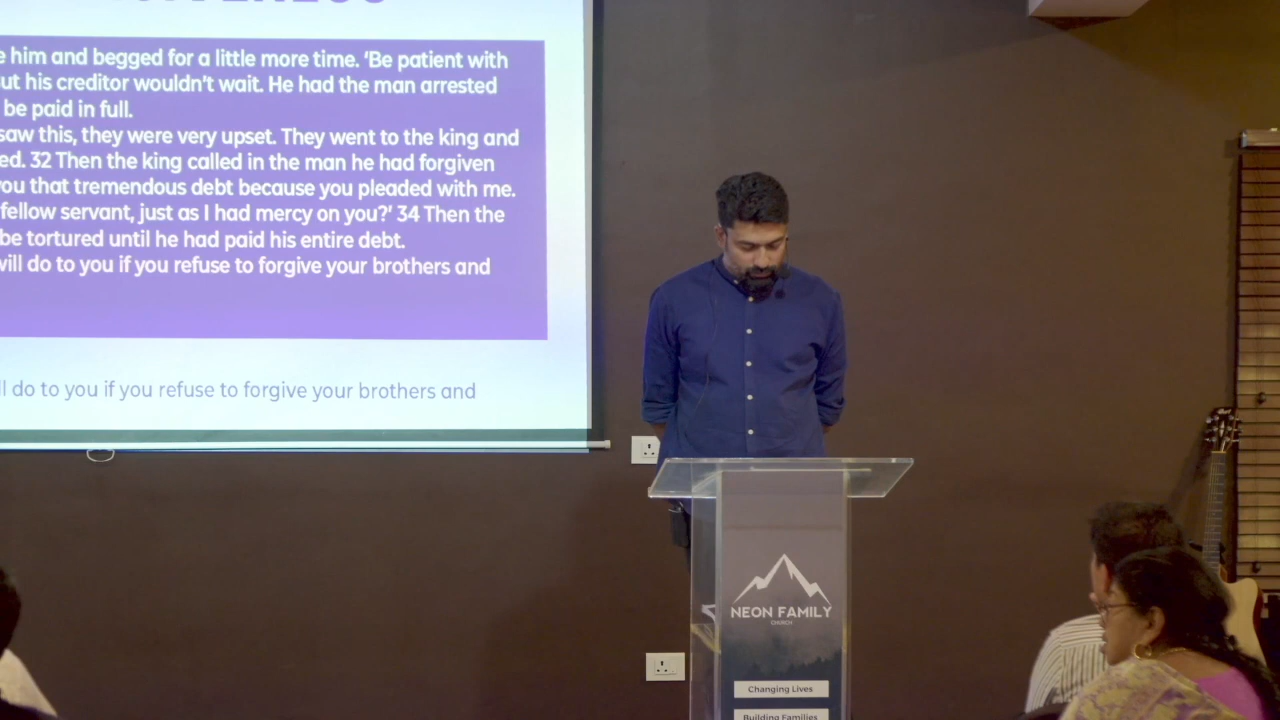 e him and begged for a little more time. 'Be patient with
ut his creditor wouldn't wait. He had the man arrested
be paid in full.
saw this, they were very upset. They went to the king and
ed. 32 Then the king called in the man he had forgiven
you that tremendous debt because you pleaded with me.
fellow servant, just as I had mercy on you?' 34 Then the
be tortured until he had paid his entire debt.
will do to you if you refuse to forgive your brothers and
ll do to you if you refuse to forgive your brothers and
NEON FAMILY
CHURCH
Changing Lives
Building Families